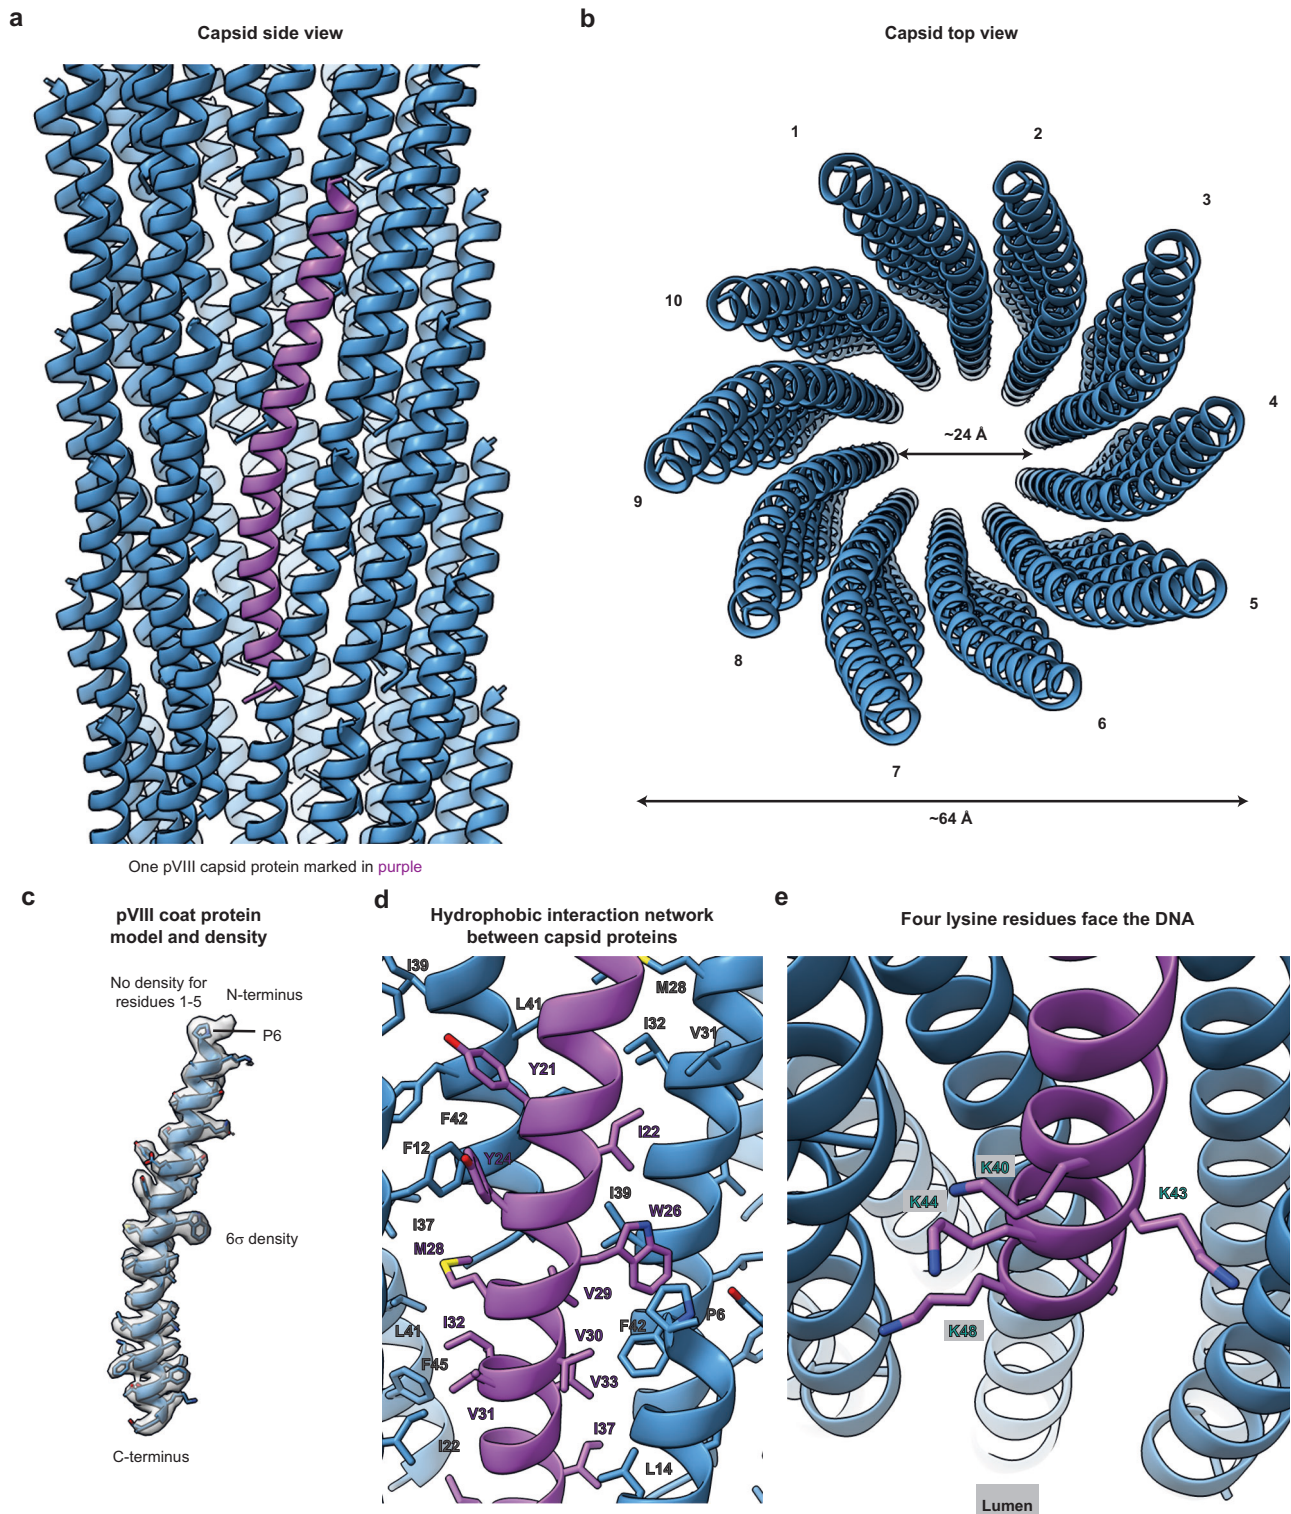 a
Capsid side view
One pVIII capsid protein marked in purple
b
Capsid top view
1
2
3
4
5
6
7
8
9
10
~24 Å
~64 Å
c
pVIII coat protein
model and density
No density for
residues 1-5
N-terminus
P6
6σ density
C-terminus
d
Hydrophobic interaction network
between capsid proteins
I39
L41
M28
I32
V31
Y21
F42
I22
F12
Y24
I39
W26
I37
M28
V29
P6
F42
I32
V30
L41
F45
V33
V31
I37
I22
L14
e
Four lysine residues face the DNA
K40
K44
K43
K48
Lumen